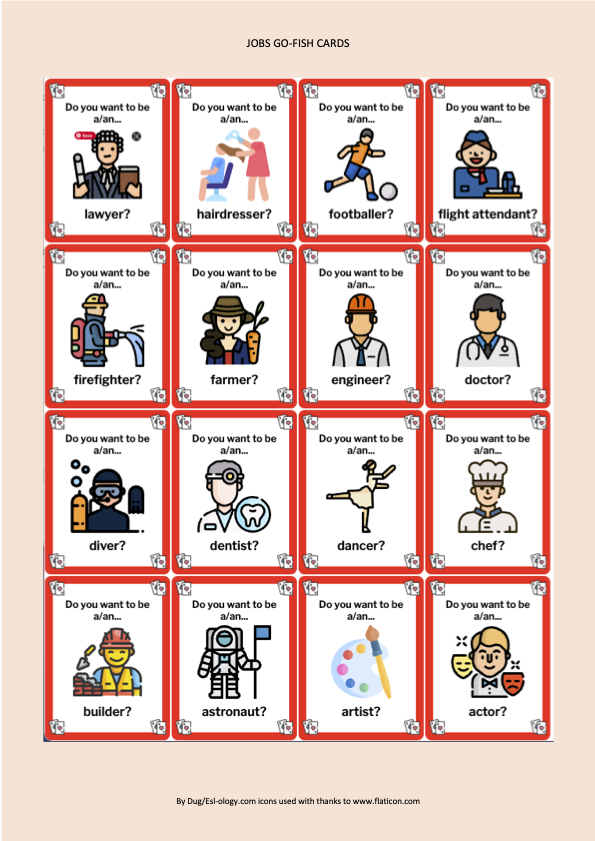 JOBS GO-FISH CARDS
Do you want to be
a/an...
Save
lawyer?
Do you want to be
a/an...
hairdresser?
Do you want to be
a/an...
footballer?
Do you want to be
a/an...
flight attendant?
Do you want to be
a/an...
firefighter?
Do you want to be
a/an...
farmer?
Do you want to be
a/an...
engineer?
Do you want to be
a/an...
doctor?
Do you want to be
a/an...
diver?
Do you want to be
a/an...
dentist?
Do you want to be
a/an...
dancer?
Do you want to be
a/an...
chef?
Do you want to be
a/an...
builder?
Do you want to be
a/an...
astronaut?
Do you want to be
a/an...
artist?
Do you want to be
a/an...
actor?
By Dug/Esl-ology.com icons used with thanks to www.flaticon.com